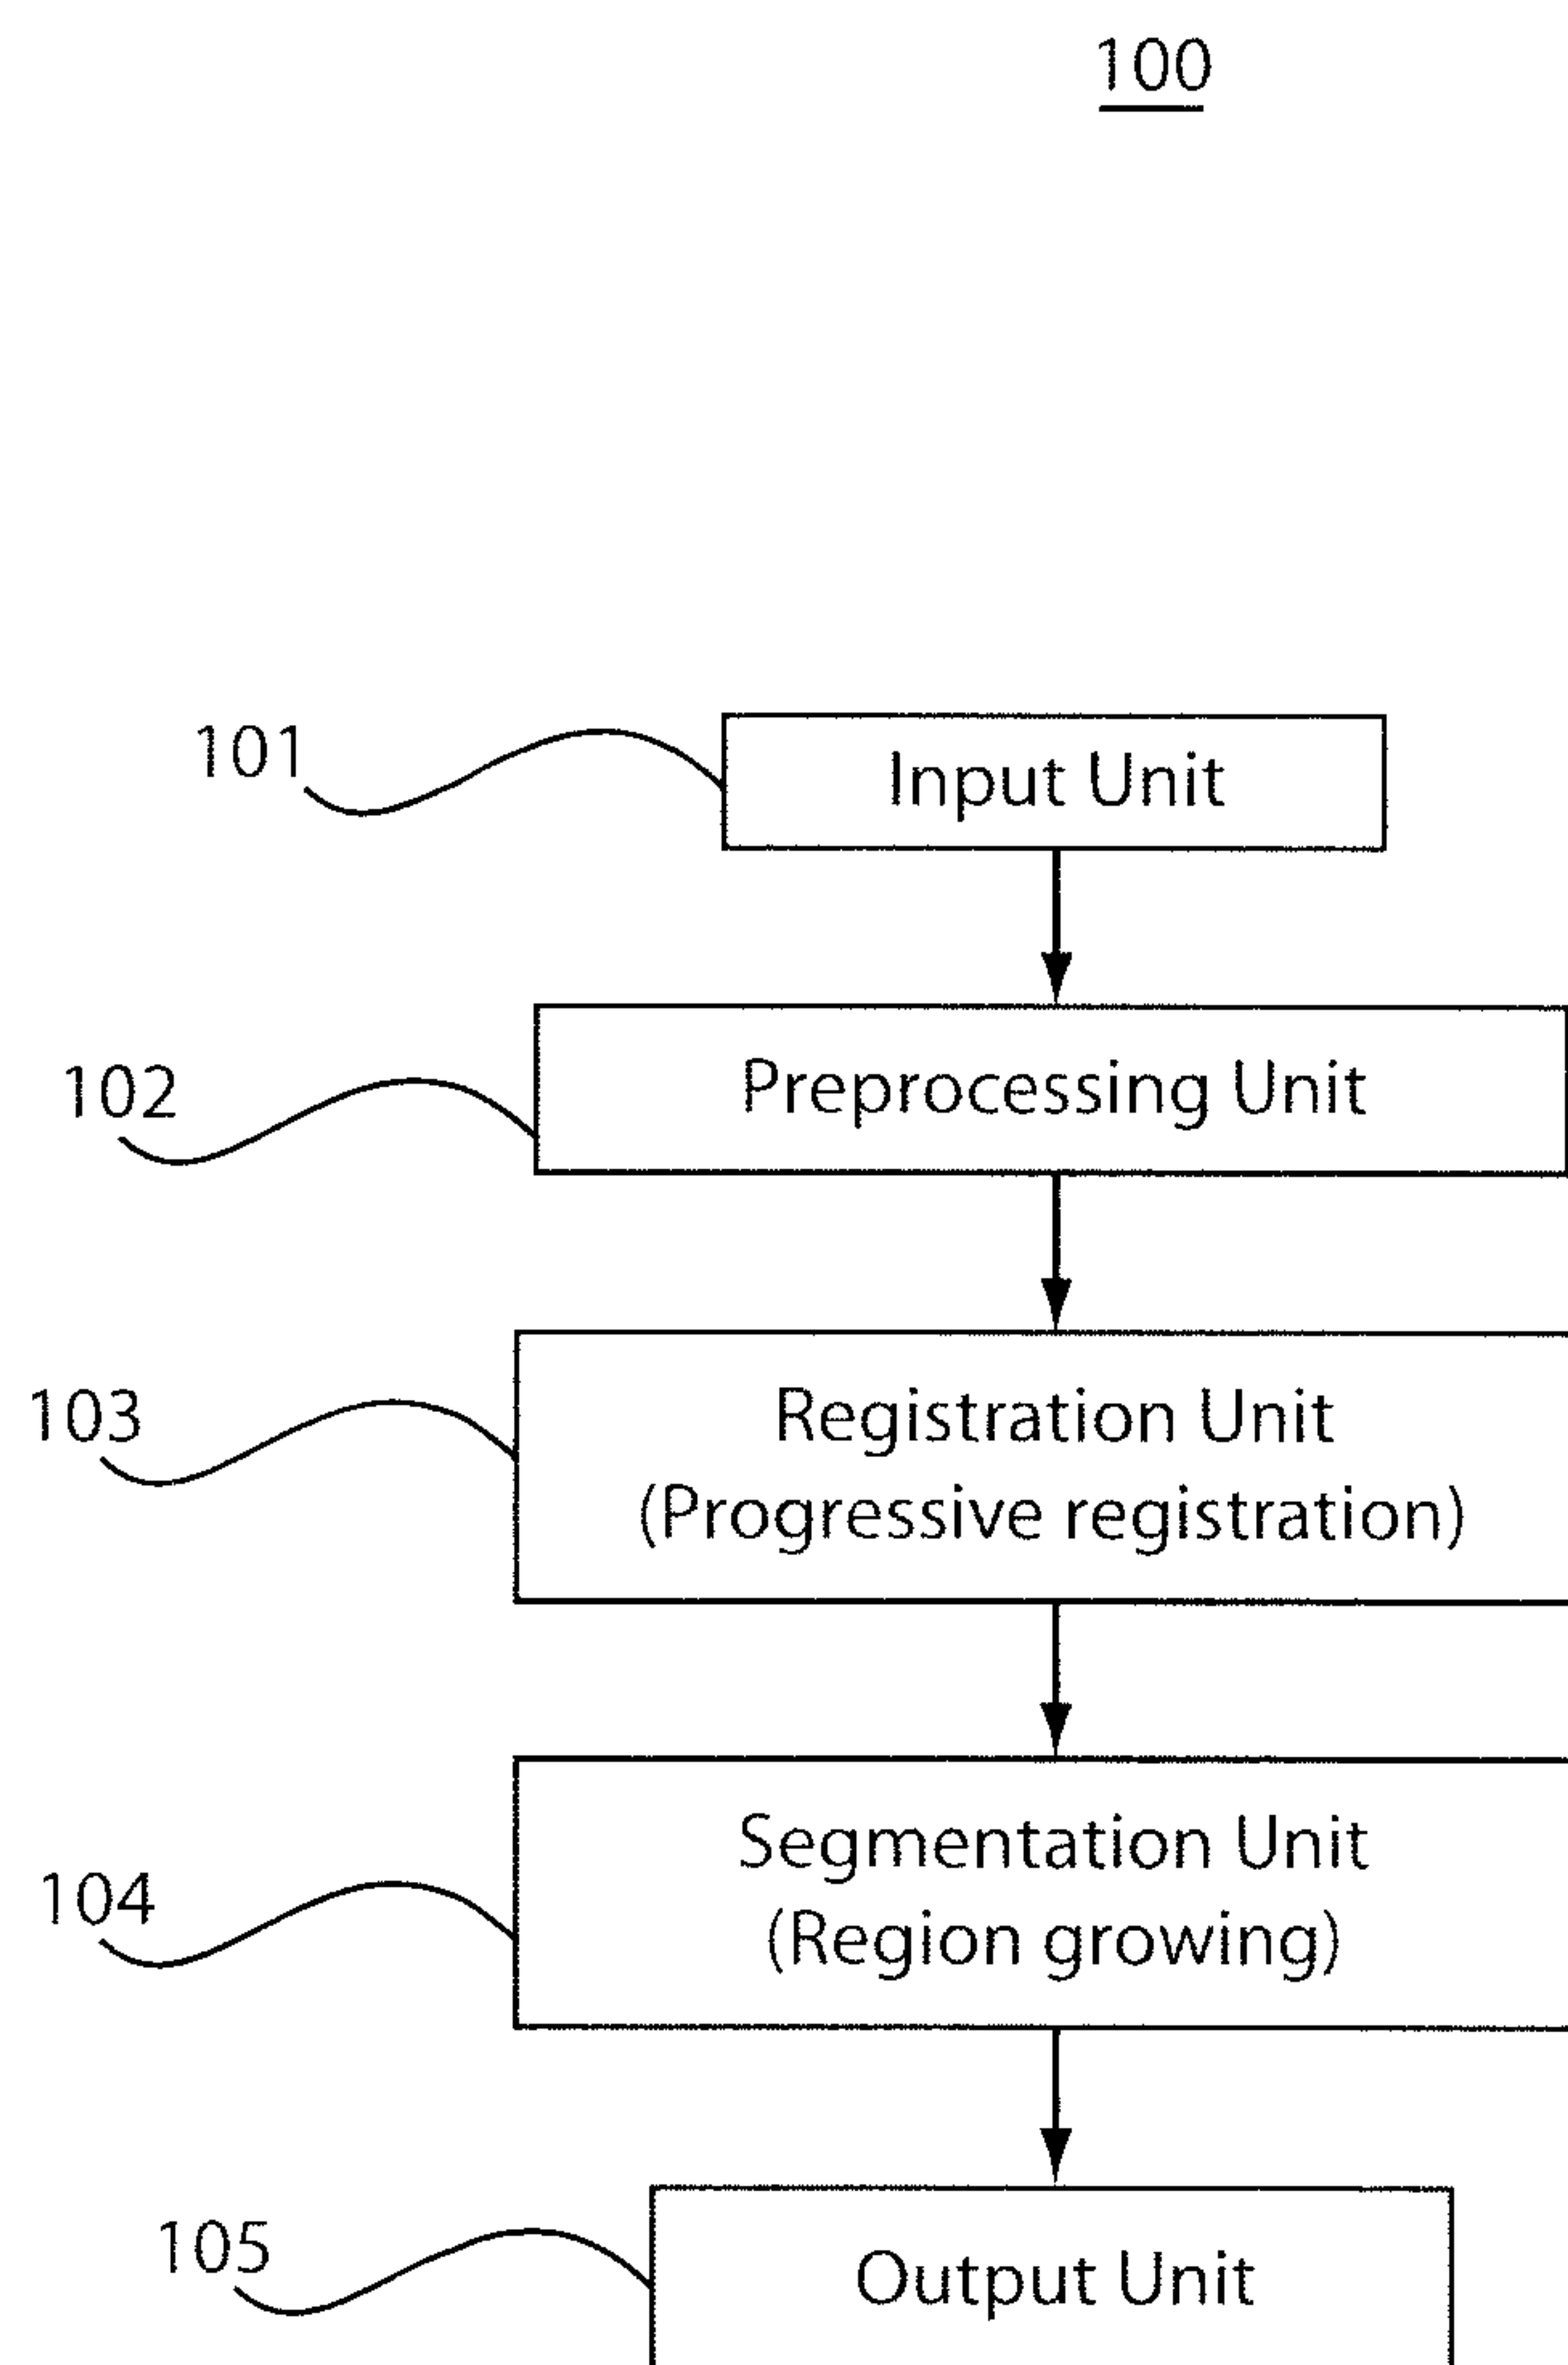 100
101
Input Unit
102
Preprocessing Unit
103
Registration Unit
(Progressive registration)
104
Segmentation Unit
(Region growing)
105
Output Unit